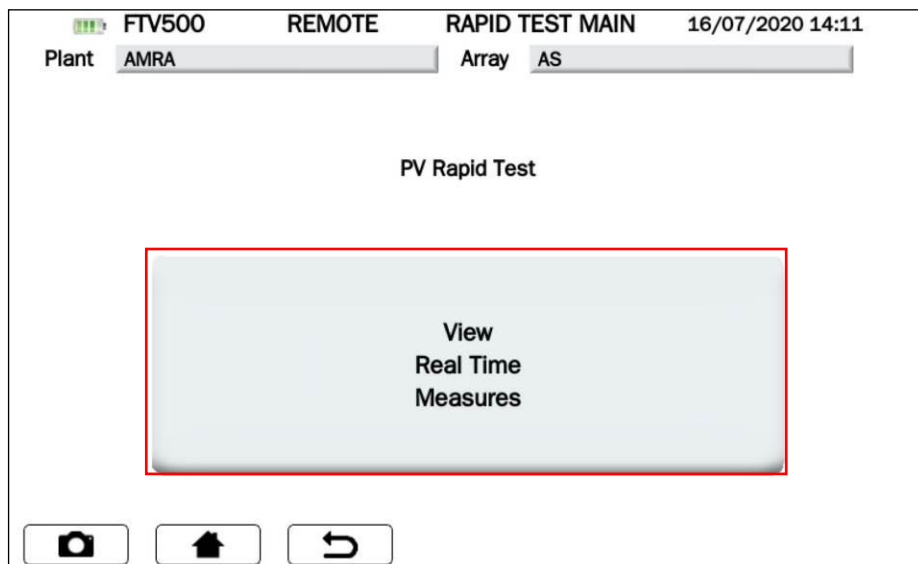 FTV500 REMOTE RAPID TEST MAIN 16/07/2020 14:11
Plant AMRA Array AS
PV Rapid Test
View
Real Time
Measures